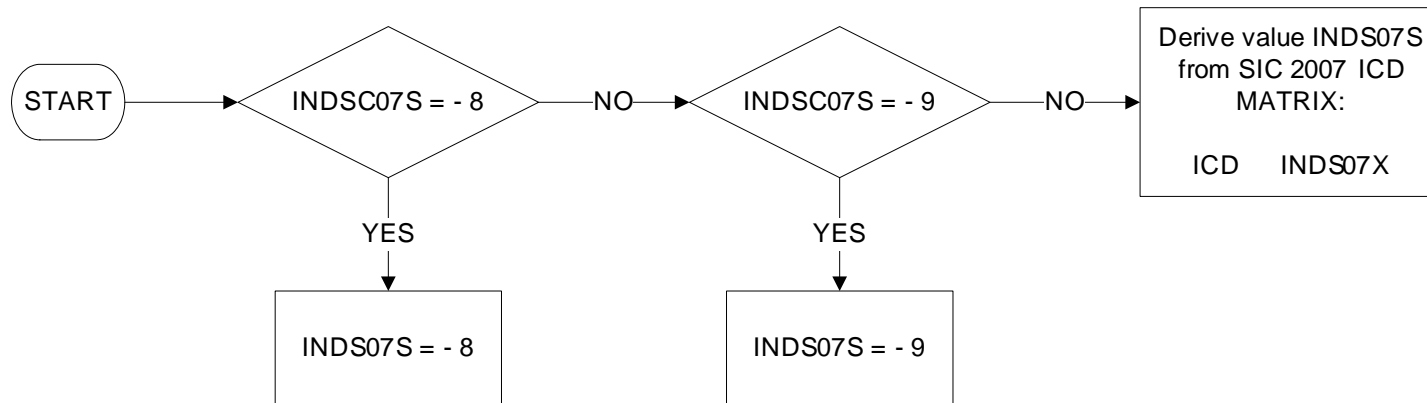 START
INDSC07S = - 8
NO
INDSC07S = - 9
NO
Derive value INDS07S
from SIC 2007 ICD
MATRIX:
ICD INDS07X
YES
YES
INDS07S = - 8
INDS07S = - 9